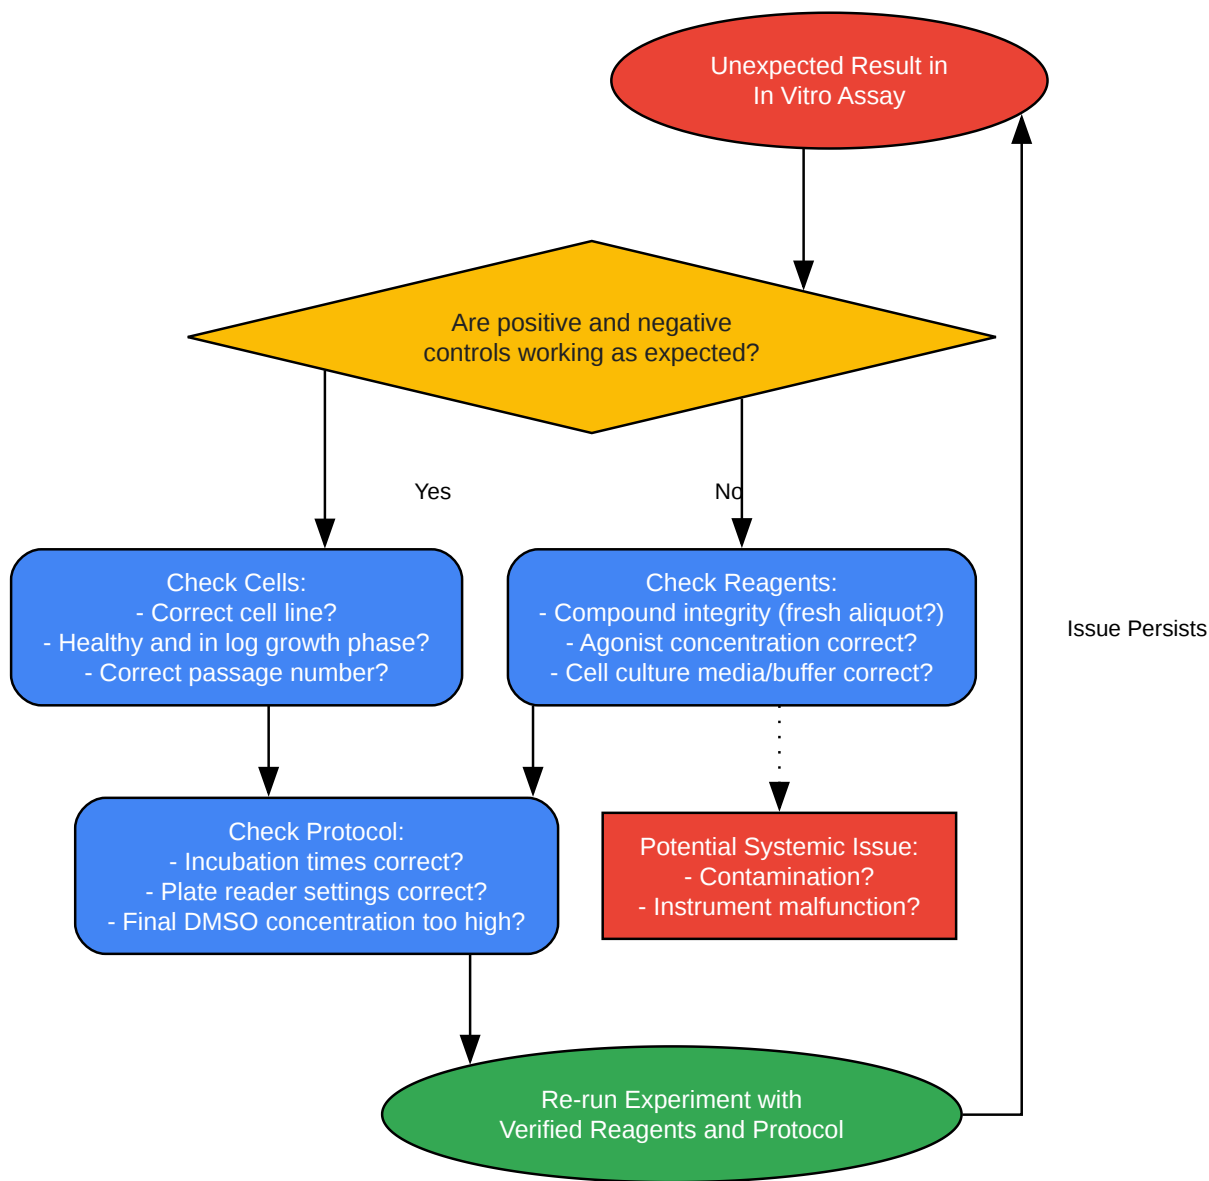 Unexpected Result in
In Vitro Assay
Are positive and negative
controls working as expected?
Yes
No
Check Cells:
- Correct cell line?
- Healthy and in log growth phase?
- Correct passage number?
Check Reagents:
- Compound integrity (fresh aliquot?)
- Agonist concentration correct?
- Cell culture media/buffer correct?
Issue Persists
Check Protocol:
- Incubation times correct?
- Plate reader settings correct?
- Final DMSO concentration too high?
Potential Systemic Issue:
- Contamination?
- Instrument malfunction?
Re-run Experiment with
Verified Reagents and Protocol